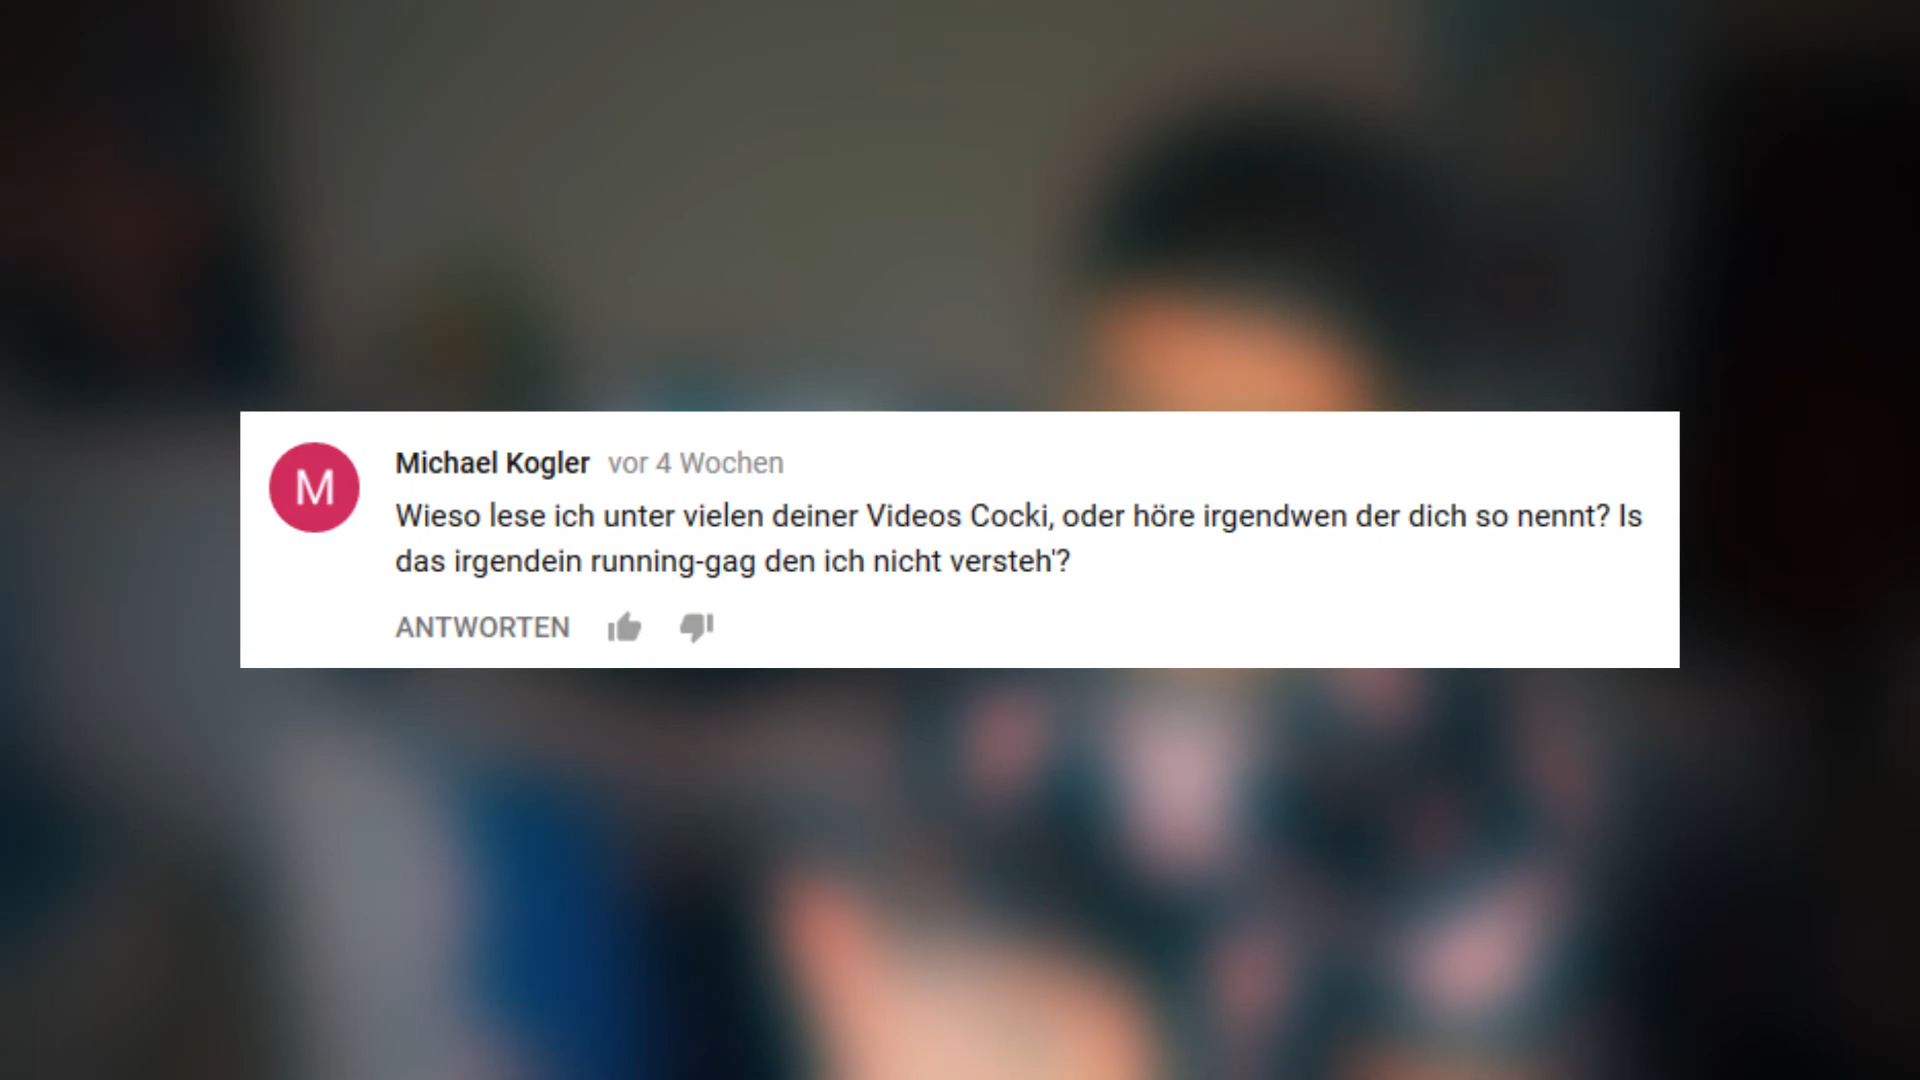 M
Michael Kogler vor 4 Wochen
Wieso lese ich unter vielen deiner Videos Cocki, oder höre irgendwen der dich so nennt? Is
das irgendein running-gag den ich nicht versteh'?
ANTWORTEN